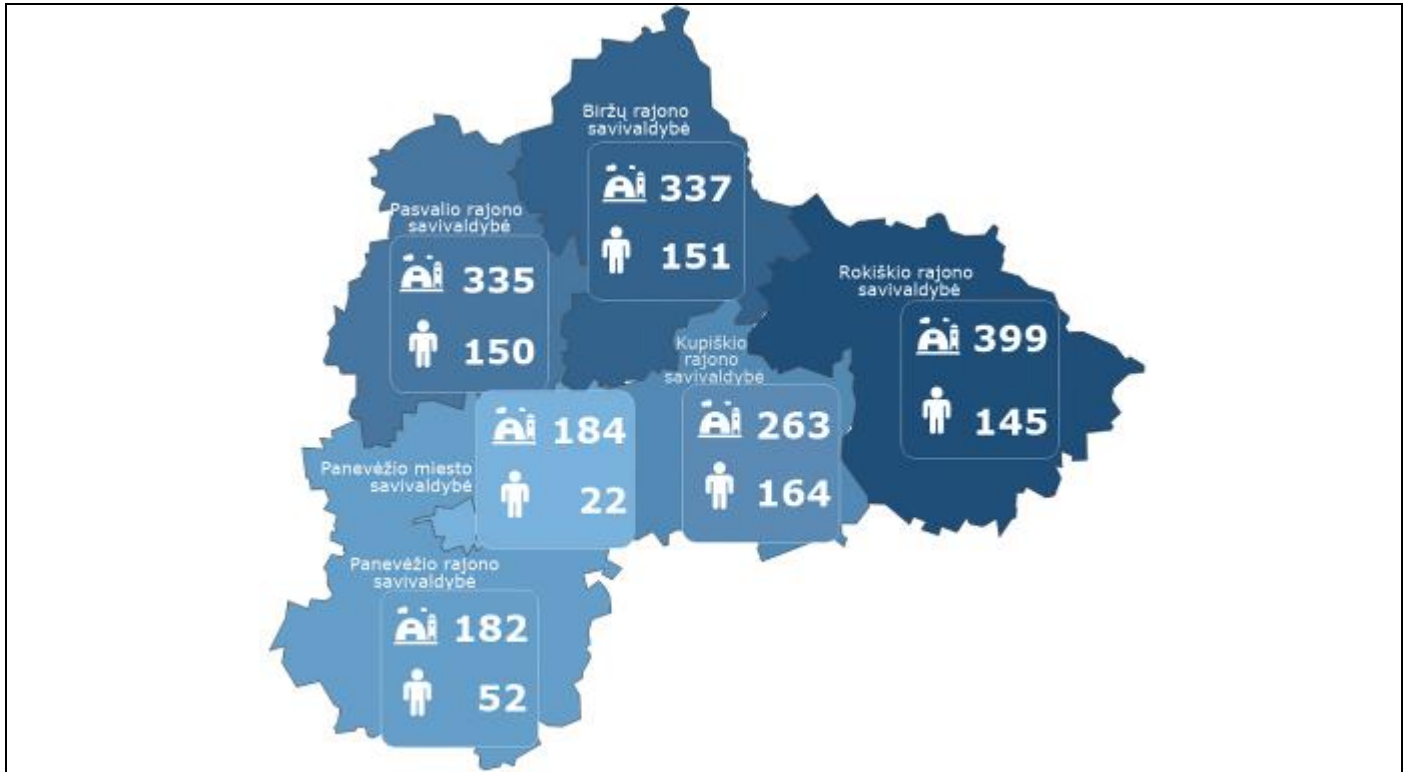 Biržų rajono
savivaldybė
337
151
Pasvalio rajono
savivaldybė
335
150
Rokiškio rajono
savivaldybė
399
145
Kupiškio
rajono
savivaldybė
263
164
Panevėžio miesto
savivaldybė
184
22
Panevėžio rajono
savivaldybė
182
52